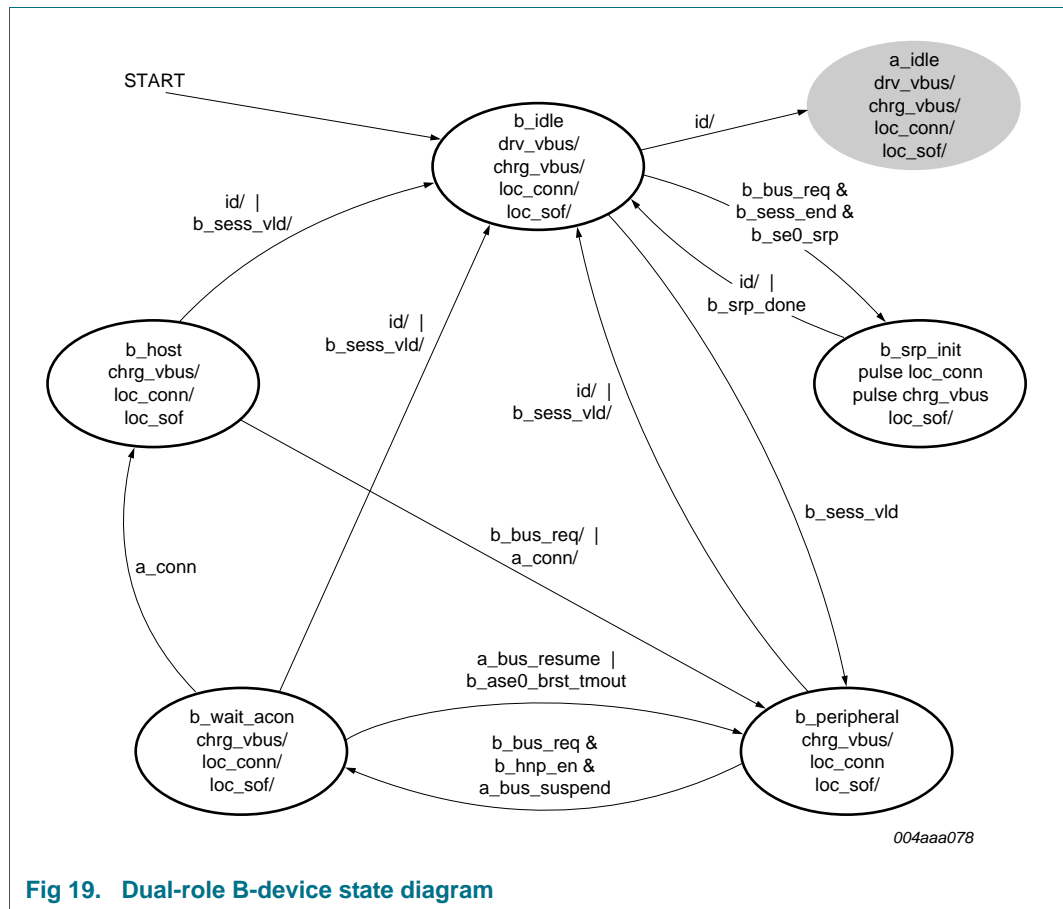 START
a_idle
drv_vbus/
chrg_vbus/
loc_conn/
loc_sof/
b_idle
drv_vbus/
chrg_vbus/
loc_conn/
loc_sof/
id/
b_bus_req &
b_sess_end &
b_se0_srp
id/ |
b_sess_vld/
id/ |
b_srp_done
id/ |
b_sess_vld/
b_host
chrg_vbus/
loc_conn/
loc_sof
b_srp_init
pulse loc_conn
pulse chrg_vbus
loc_sof/
id/ |
b_sess_vld/
b_sess_vld
b_bus_req/ |
a_conn/
a_conn
a_bus_resume |
b_ase0_brst_tmout
b_wait_acon
chrg_vbus/
loc_conn/
loc_sof/
b_bus_req &
b_hnp_en &
a_bus_suspend
b_peripheral
chrg_vbus/
loc_conn
loc_sof/
004aaa078
Fig 19. Dual-role B-device state diagram